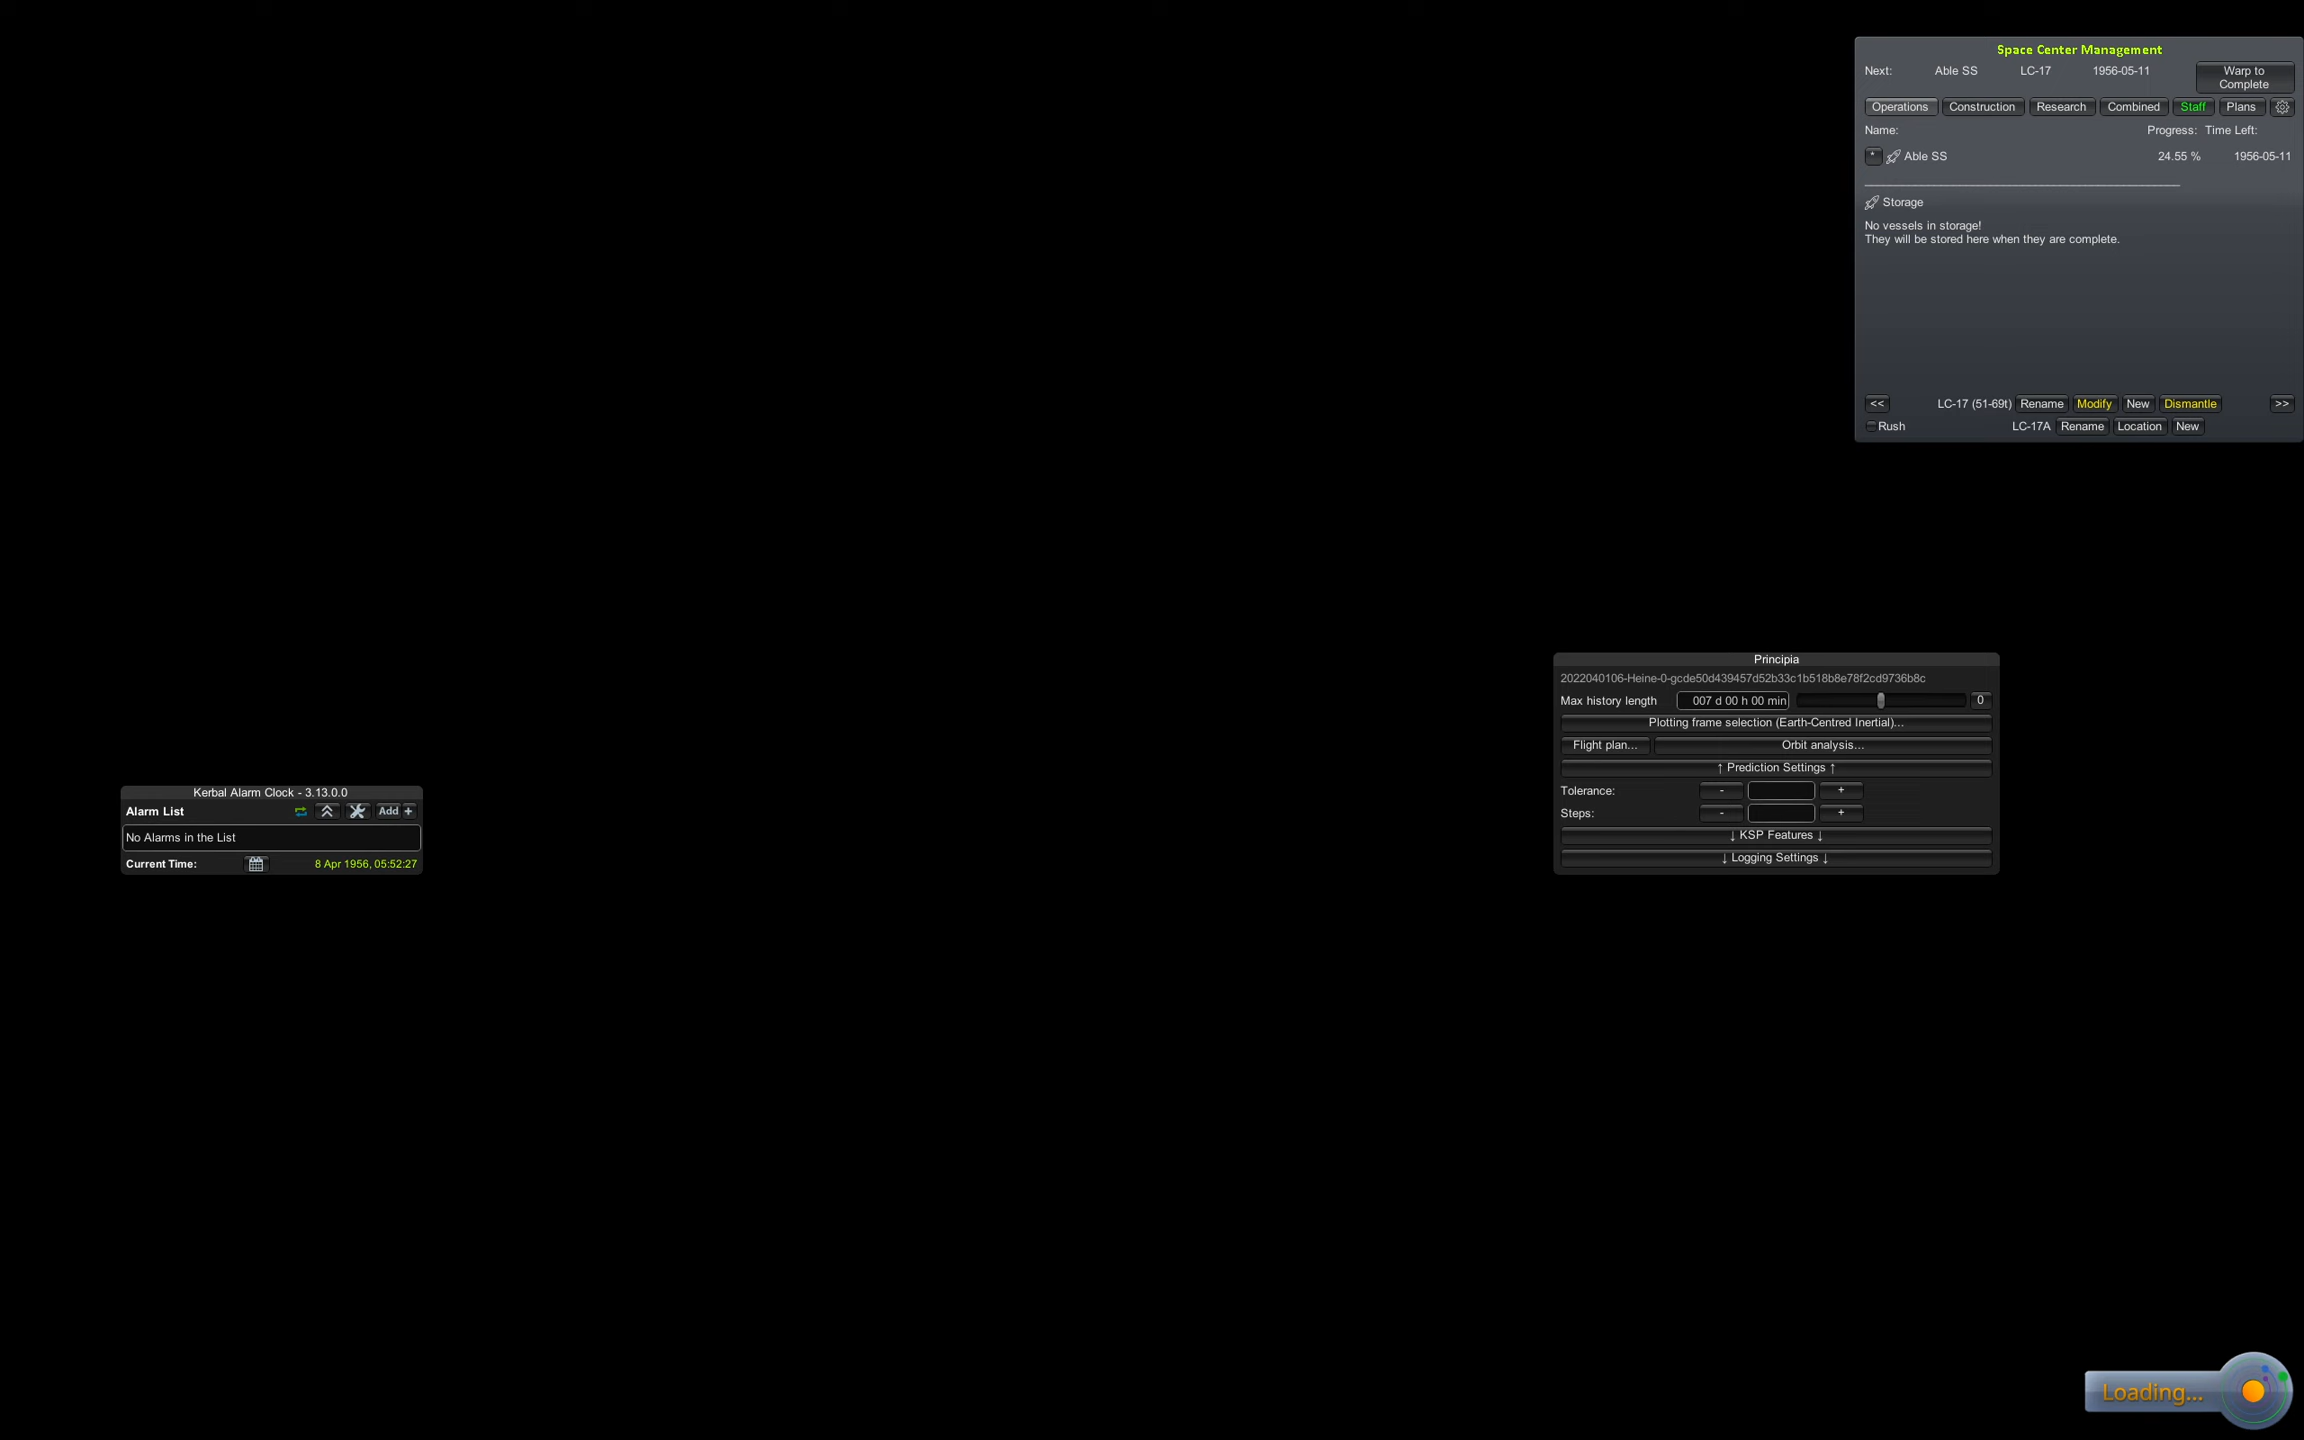 Space Center Management
Next: Able SS LC-17 1956-05-11 Warp to Complete
Operations Construction Research Combined Staff Plans
Name: Progress: Time Left:
* Able SS 24.55 % 1956-05-11
Storage
No vessels in storage!
They will be stored here when they are complete.
<< LC-17 (51-69t) Rename Modify New Dismantle >>
Rush LC-17A Rename Location New
Principia
2022040106-Heine-0-gcde50d439457d52b33c1b518b8e78f2cd9736b8c
Max history length 007 d 00 h 00 min 0
Plotting frame selection (Earth-Centred Inertial)...
Flight plan... Orbit analysis...
↑ Prediction Settings ↑
Tolerance: - +
Steps: - +
↓ KSP Features ↓
↓ Logging Settings ↓
Kerbal Alarm Clock - 3.13.0.0
Alarm List Add +
No Alarms in the List
Current Time: 8 Apr 1956, 05:52:27
Loading...